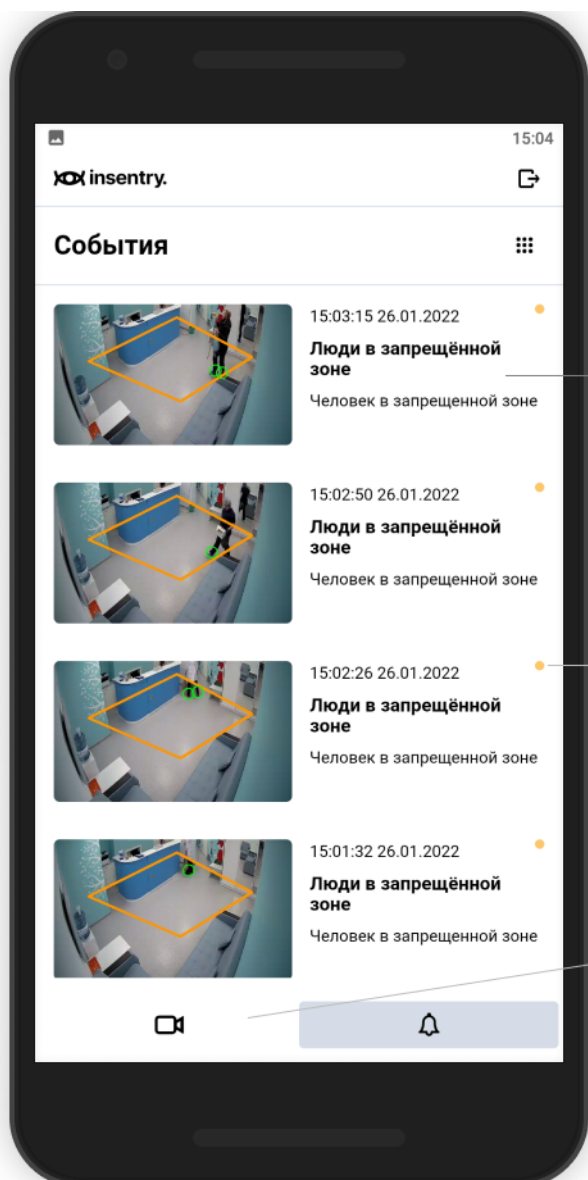 15:04
insentry.
События
15:03:15 26.01.2022
Люди в запрещённой
зоне
Человек в запрещенной зоне
15:02:50 26.01.2022
Люди в запрещённой
зоне
Человек в запрещенной зоне
15:02:26 26.01.2022
Люди в запрещённой
зоне
Человек в запрещенной зоне
15:01:32 26.01.2022
Люди в запрещённой
зоне
Человек в запрещенной зоне